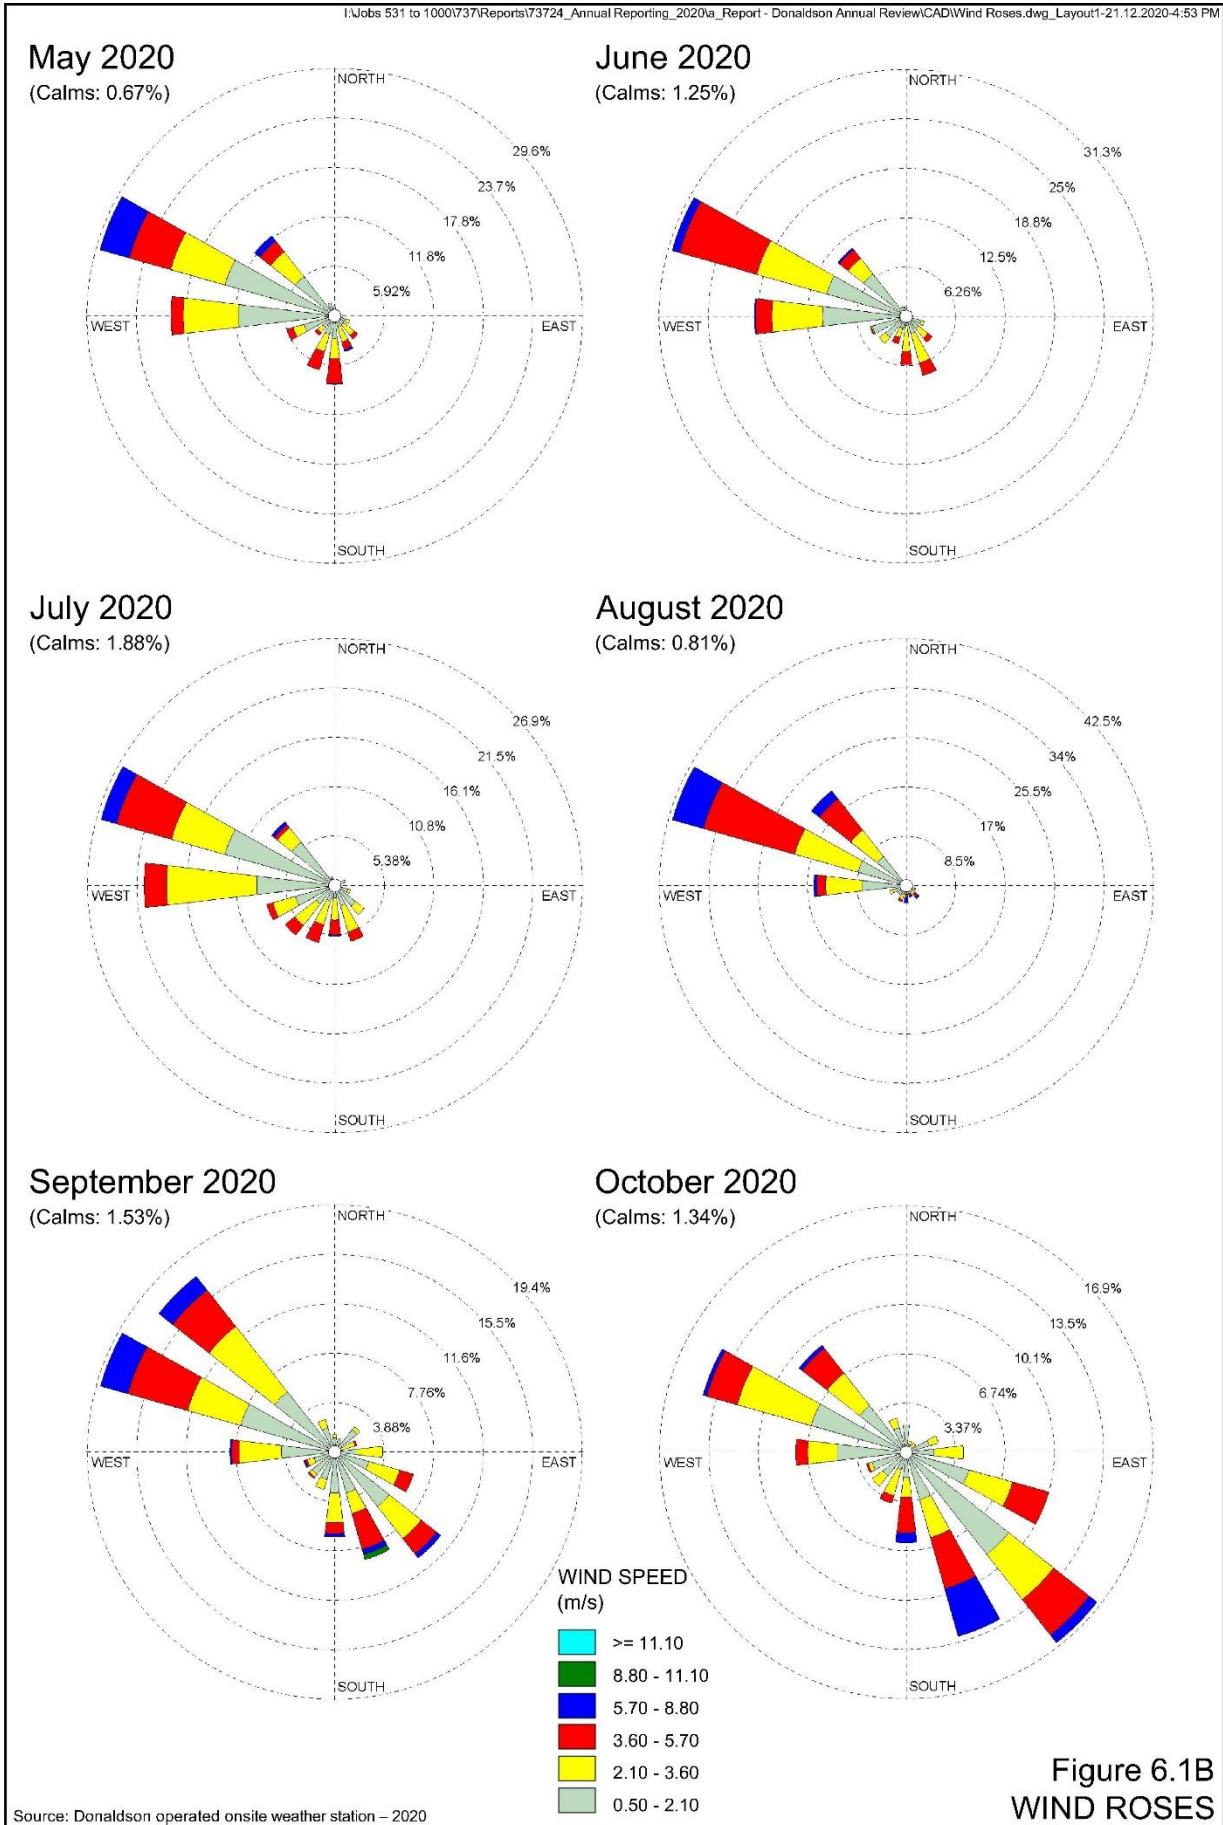 I:\Jobs 531 to 1000\737\Reports\73724_Annual Reporting_2020\a_Report - Donaldson Annual Review\CAD\Wind Roses.dwg_Layout1-21.12.2020-4:53 PM
May 2020
(Calms: 0.67%)
NORTH
29.6%
23.7%
17.8%
11.8%
5.92%
WEST
EAST
SOUTH
June 2020
(Calms: 1.25%)
NORTH
31.3%
25%
18.8%
12.5%
6.26%
WEST
EAST
SOUTH
July 2020
(Calms: 1.88%)
NORTH
26.9%
21.5%
16.1%
10.8%
5.38%
WEST
EAST
SOUTH
August 2020
(Calms: 0.81%)
NORTH
42.5%
34%
25.5%
17%
8.5%
WEST
EAST
SOUTH
September 2020
(Calms: 1.53%)
NORTH
19.4%
15.5%
11.6%
7.76%
3.88%
WEST
EAST
SOUTH
October 2020
(Calms: 1.34%)
NORTH
16.9%
13.5%
10.1%
6.74%
3.37%
WEST
EAST
SOUTH
WIND SPEED
(m/s)
>= 11.10
8.80 - 11.10
5.70 - 8.80
3.60 - 5.70
2.10 - 3.60
0.50 - 2.10
Source: Donaldson operated onsite weather station – 2020
Figure 6.1B
WIND ROSES